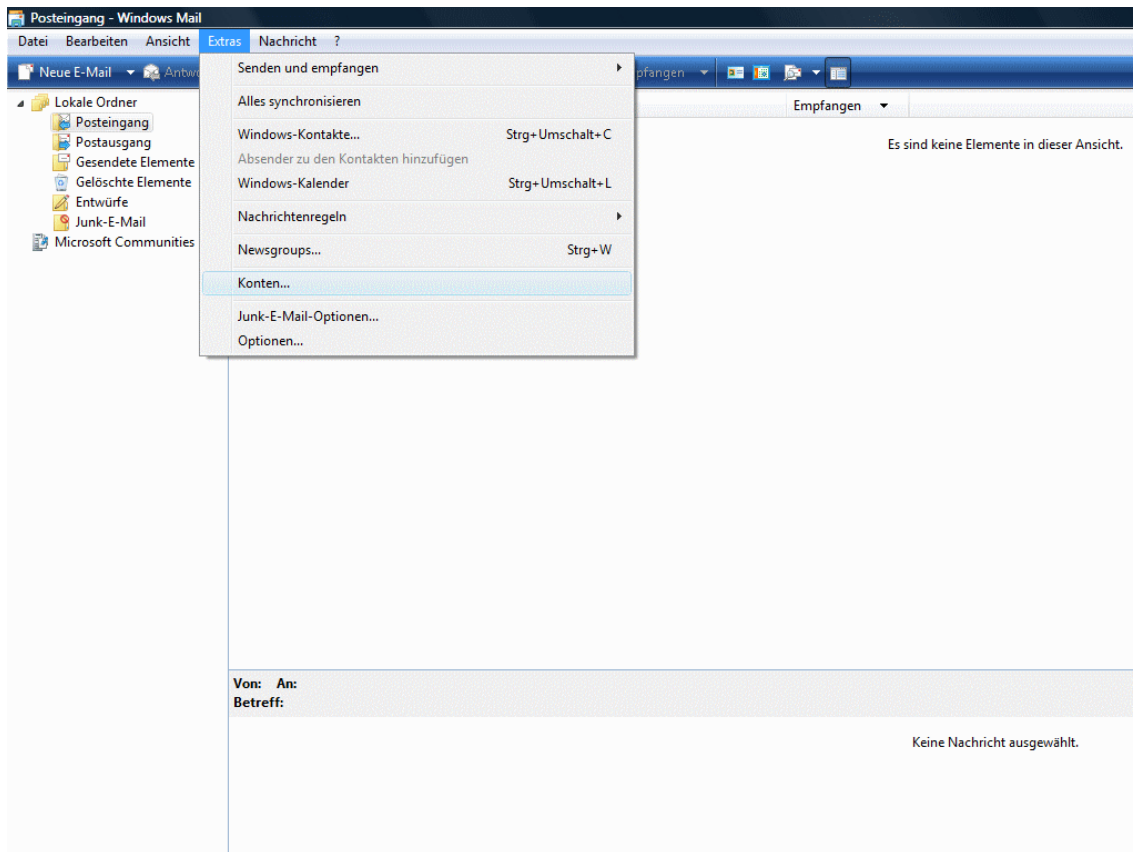 Posteingang - Windows Mail
Datei Bearbeiten Ansicht Extras Nachricht ?
Neue E-Mail
Senden und empfangen
Alles synchronisieren
Windows-Kontakte... Strg+Umschalt+C
Absender zu den Kontakten hinzufügen
Windows-Kalender Strg+Umschalt+L
Nachrichtenregeln
Newsgroups... Strg+W
Konten...
Junk-E-Mail-Optionen...
Optionen...
Lokale Ordner
Posteingang
Postausgang
Gesendete Elemente
Gelöschte Elemente
Entwürfe
Junk-E-Mail
Microsoft Communities
Empfangen
Es sind keine Elemente in dieser Ansicht.
Von: An:
Betreff:
Keine Nachricht ausgewählt.